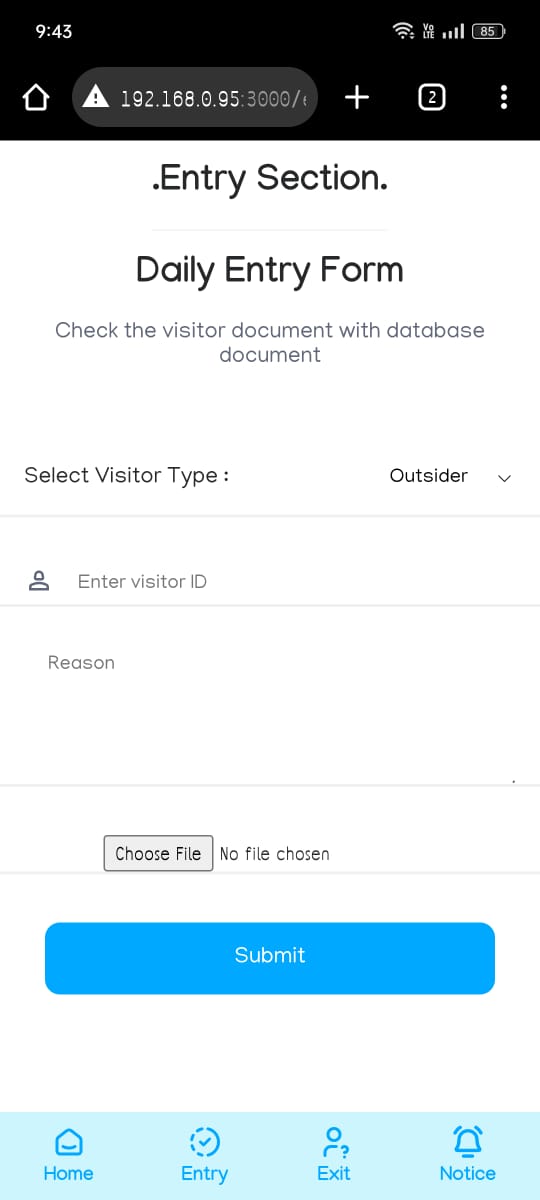 9:43
Vo LTE 85
192.168.0.95:3000/
2
.Entry Section.
Daily Entry Form
Check the visitor document with database
document
Select Visitor Type : Outsider
Enter visitor ID
Reason
Choose File No file chosen
Submit
Home Entry Exit Notice